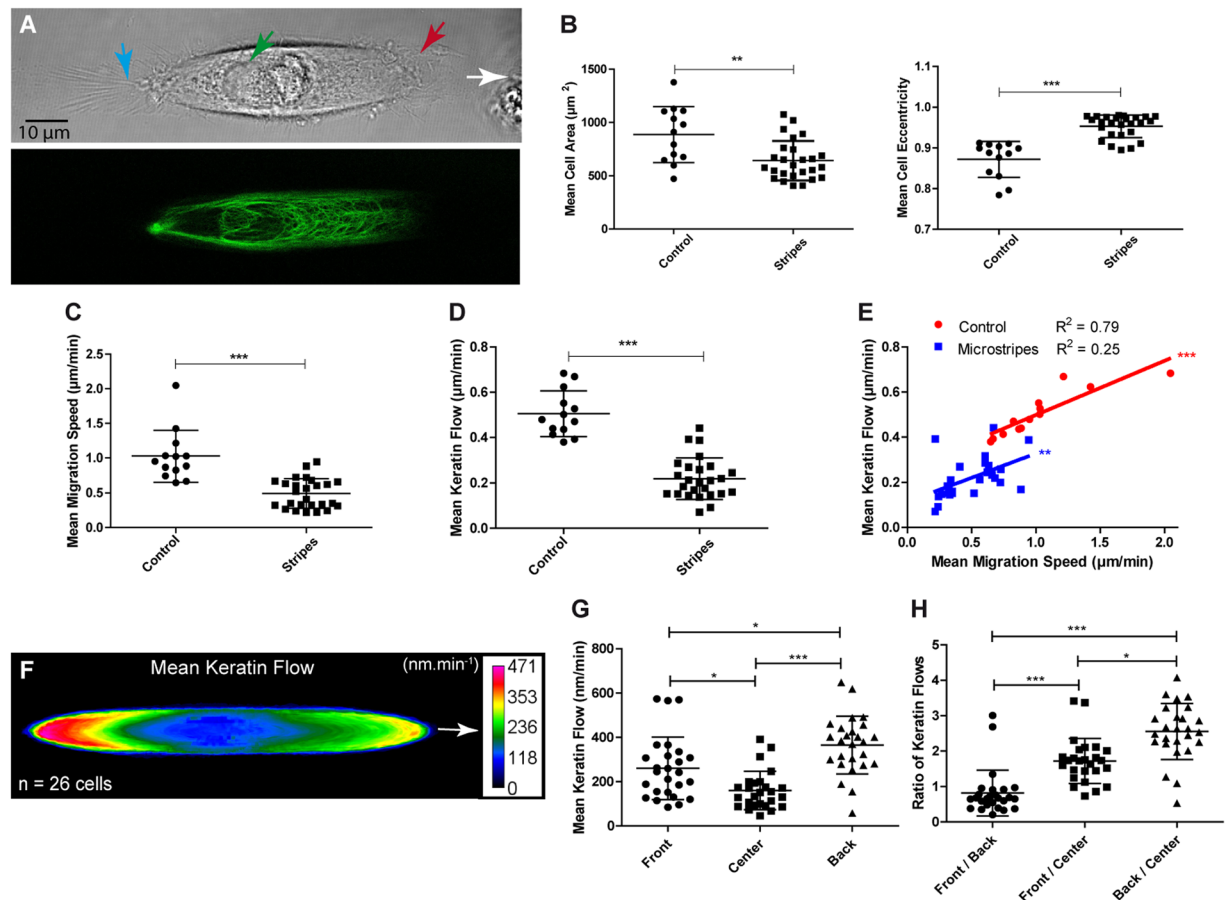 A
10 µm
B
Mean Cell Area (µm ²)
1500
1000
500
0
**
Control
Stripes
Mean Cell Eccentricity
1.1
1.0
0.9
0.8
0.7
***
Control
Stripes
C
Mean Migration Speed (µm/min)
2.5
2.0
1.5
1.0
0.5
0.0
***
Control
Stripes
D
Mean Keratin Flow (µm/min)
0.8
0.6
0.4
0.2
0.0
***
Control
Stripes
E
Control R² = 0.79
Microstripes R² = 0.25
Mean Keratin Flow (µm/min)
0.8
0.6
0.4
0.2
0.0
***
**
0.0 0.5 1.0 1.5 2.0
Mean Migration Speed (µm/min)
F
Mean Keratin Flow
(nm.min⁻¹)
471
353
236
118
0
n = 26 cells
G
Mean Keratin Flow (nm/min)
800
600
400
200
0
*
*
***
Front
Center
Back
H
Ratio of Keratin Flows
5
4
3
2
1
0
***
*
***
Front / Back
Front / Center
Back / Center